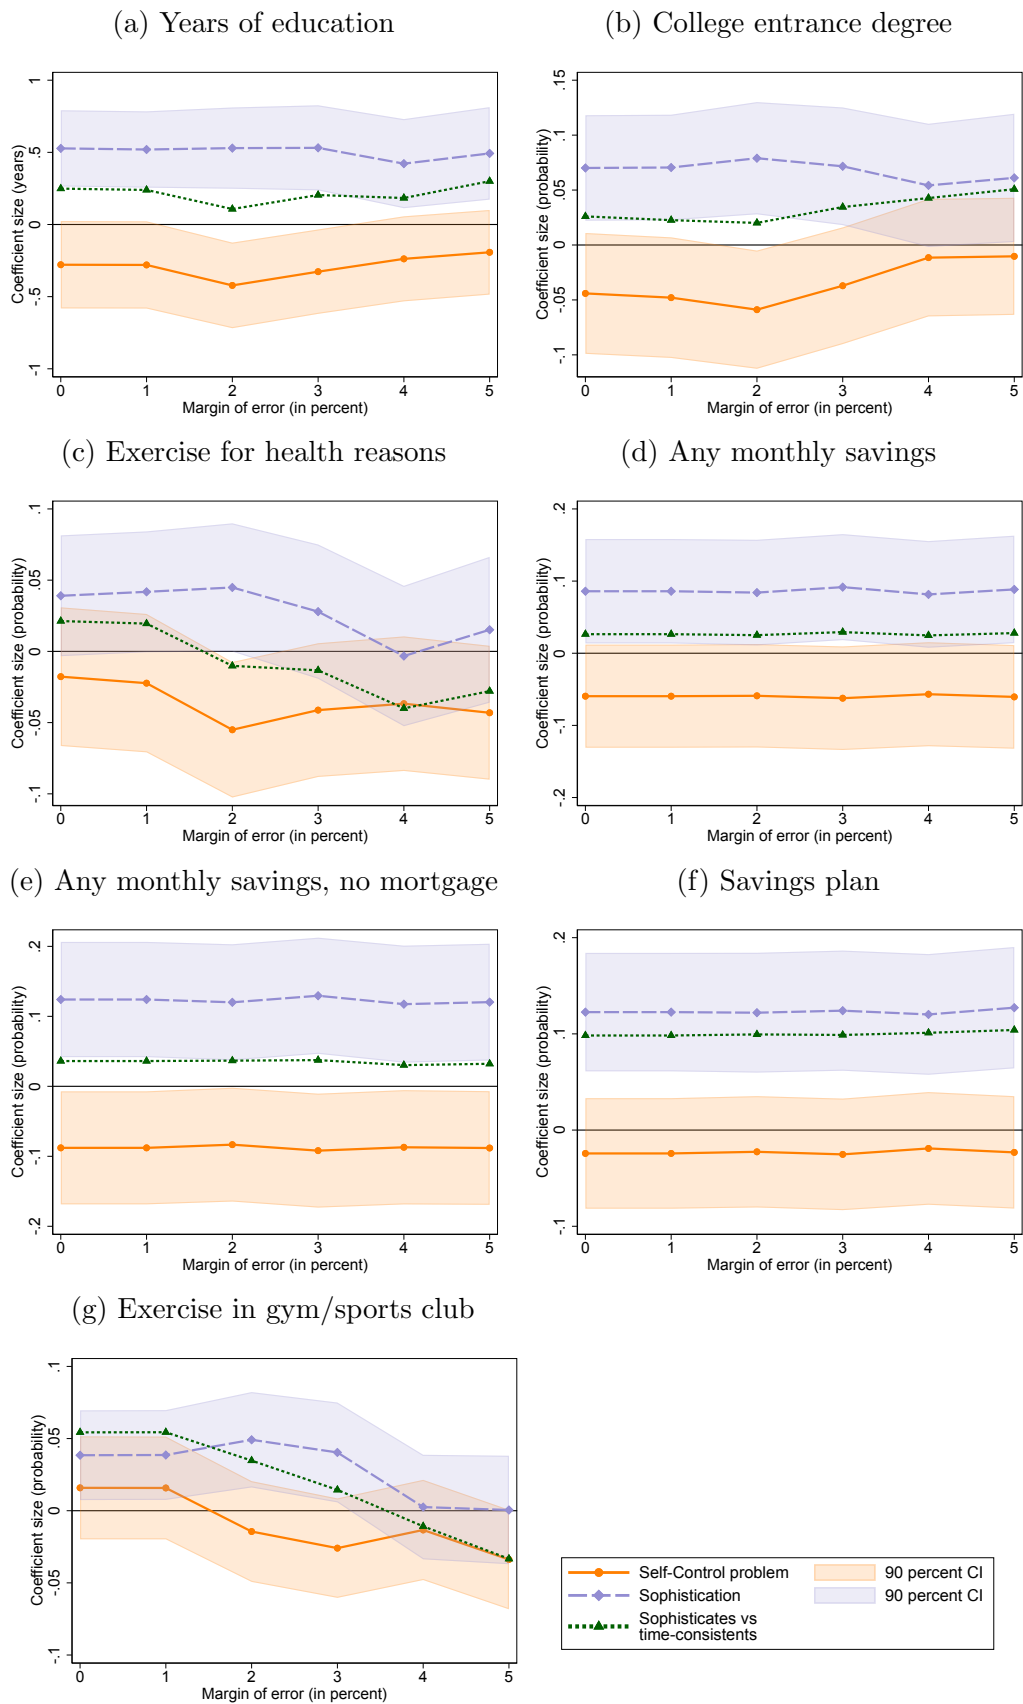 (a) Years of education
Coefficient size (years)
1
.5
0
-.5
-1
0 1 2 3 4 5
Margin of error (in percent)
(b) College entrance degree
Coefficient size (probability)
.15
.1
.05
0
-.05
-.1
0 1 2 3 4 5
Margin of error (in percent)
(c) Exercise for health reasons
Coefficient size (probability)
.1
.05
0
-.05
-.1
0 1 2 3 4 5
Margin of error (in percent)
(d) Any monthly savings
Coefficient size (probability)
.2
.1
0
-.1
-.2
0 1 2 3 4 5
Margin of error (in percent)
(e) Any monthly savings, no mortgage
Coefficient size (probability)
.2
.1
0
-.1
-.2
0 1 2 3 4 5
Margin of error (in percent)
(f) Savings plan
Coefficient size (probability)
.2
.1
0
-.1
0 1 2 3 4 5
Margin of error (in percent)
(g) Exercise in gym/sports club
Coefficient size (probability)
.1
.05
0
-.05
-.1
0 1 2 3 4 5
Margin of error (in percent)
Self-Control problem 90 percent CI
Sophistication 90 percent CI
Sophisticates vs
time-consistents